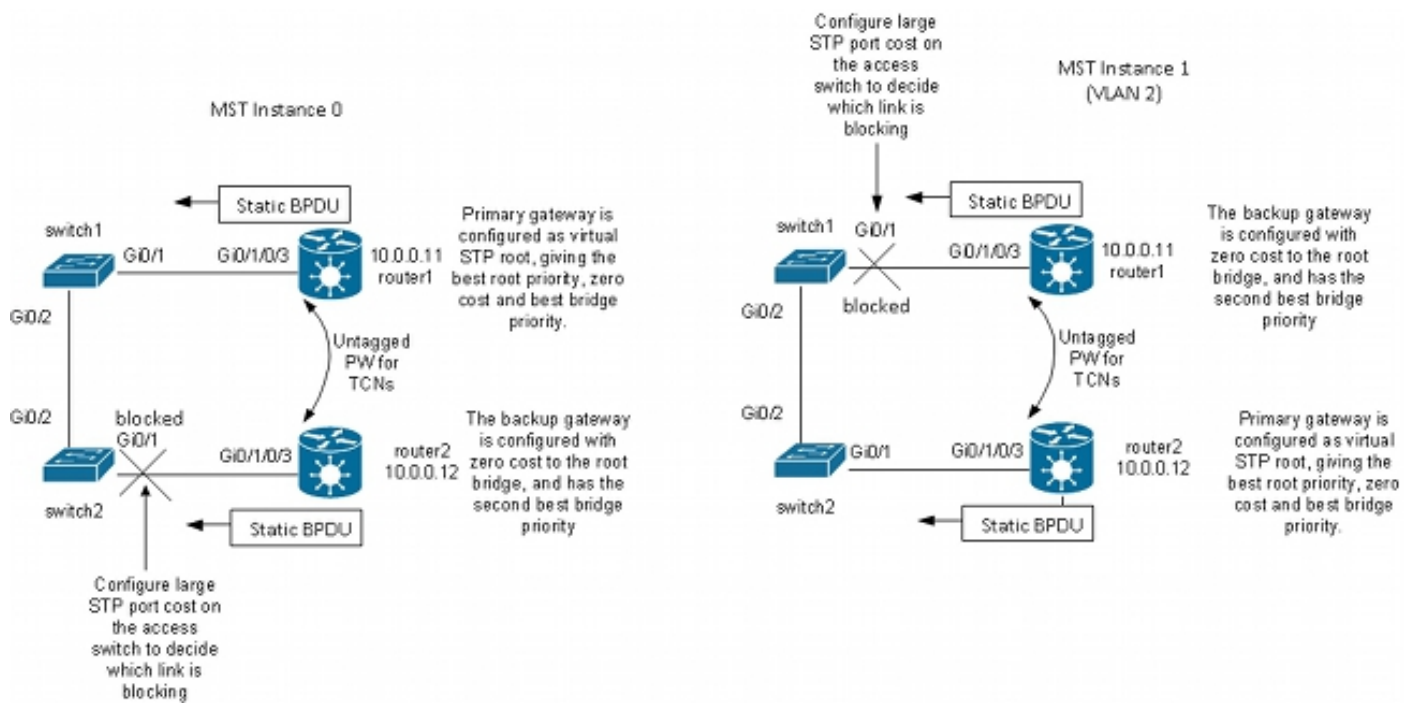 MST Instance 0
Static BPDU
switch1
Gi0/1
Gi0/1/0/3
10.0.0.11
router1
Primary gateway is
configured as virtual
STP root, giving the
best root priority, zero
cost and best bridge
priority.
Gi0/2
Untagged
PW for
TCNs
Gi0/2
blocked
Gi0/1
Gi0/1/0/3
router2
10.0.0.12
The backup gateway
is configured with
zero cost to the root
bridge, and has the
second best bridge
priority
switch2
Static BPDU
Configure large
STP port cost on
the access
switch to decide
which link is
blocking
Configure large
STP port cost on
the access
switch to decide
which link is
blocking
MST Instance 1
(VLAN 2)
Static BPDU
switch1
Gi0/1
Gi0/1/0/3
10.0.0.11
router1
The backup gateway
is configured with
zero cost to the root
bridge, and has the
second best bridge
priority
blocked
Gi0/2
Untagged
PW for
TCNs
Gi0/2
Gi0/1
Gi0/1/0/3
router2
10.0.0.12
Primary gateway is
configured as virtual
STP root, giving the
best root priority, zero
cost and best bridge
priority.
switch2
Static BPDU